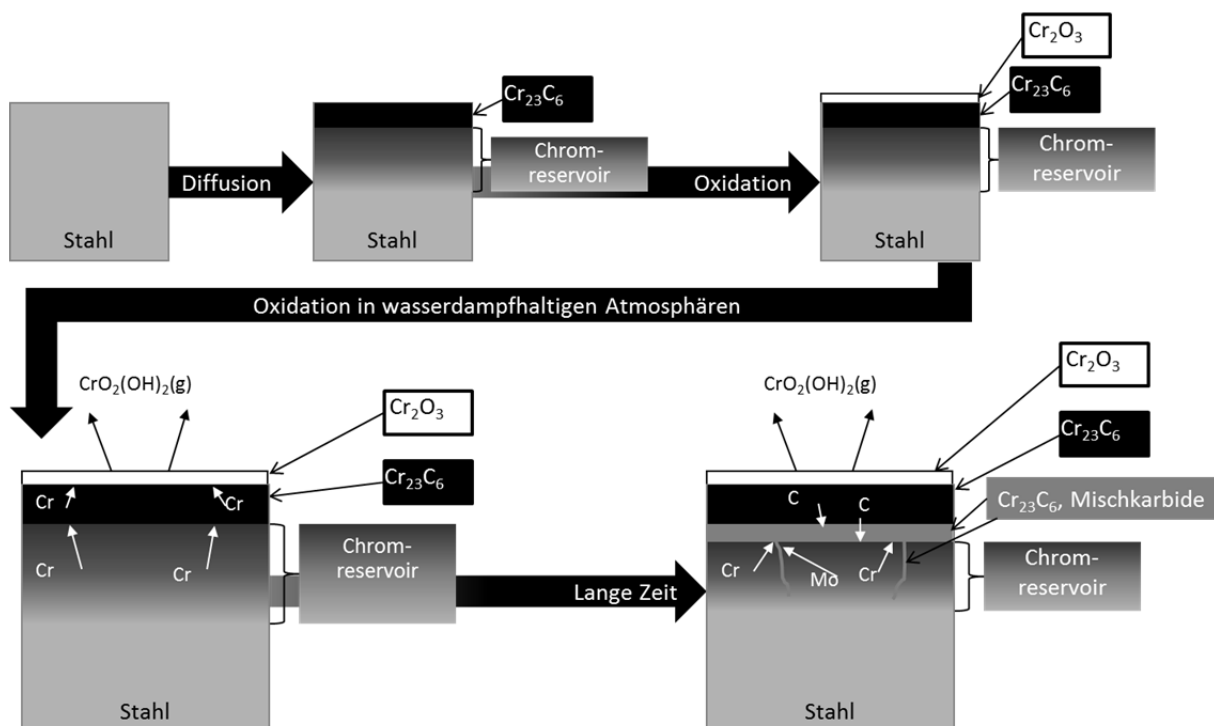 Cr₂O₃
Cr₂₃C₆
Cr₂₃C₆
Chrom-
reservoir
Chrom-
reservoir
Diffusion
Oxidation
Stahl
Stahl
Stahl
Oxidation in wasserdampfhaltigen Atmosphären
CrO₂(OH)₂(g)
CrO₂(OH)₂(g)
Cr₂O₃
Cr₂O₃
Cr₂₃C₆
Cr₂₃C₆
Cr
Cr
C
C
Cr₂₃C₆, Mischkarbide
Chrom-
reservoir
Chrom-
reservoir
Cr
Cr
Cr
Mo
Cr
Lange Zeit
Stahl
Stahl